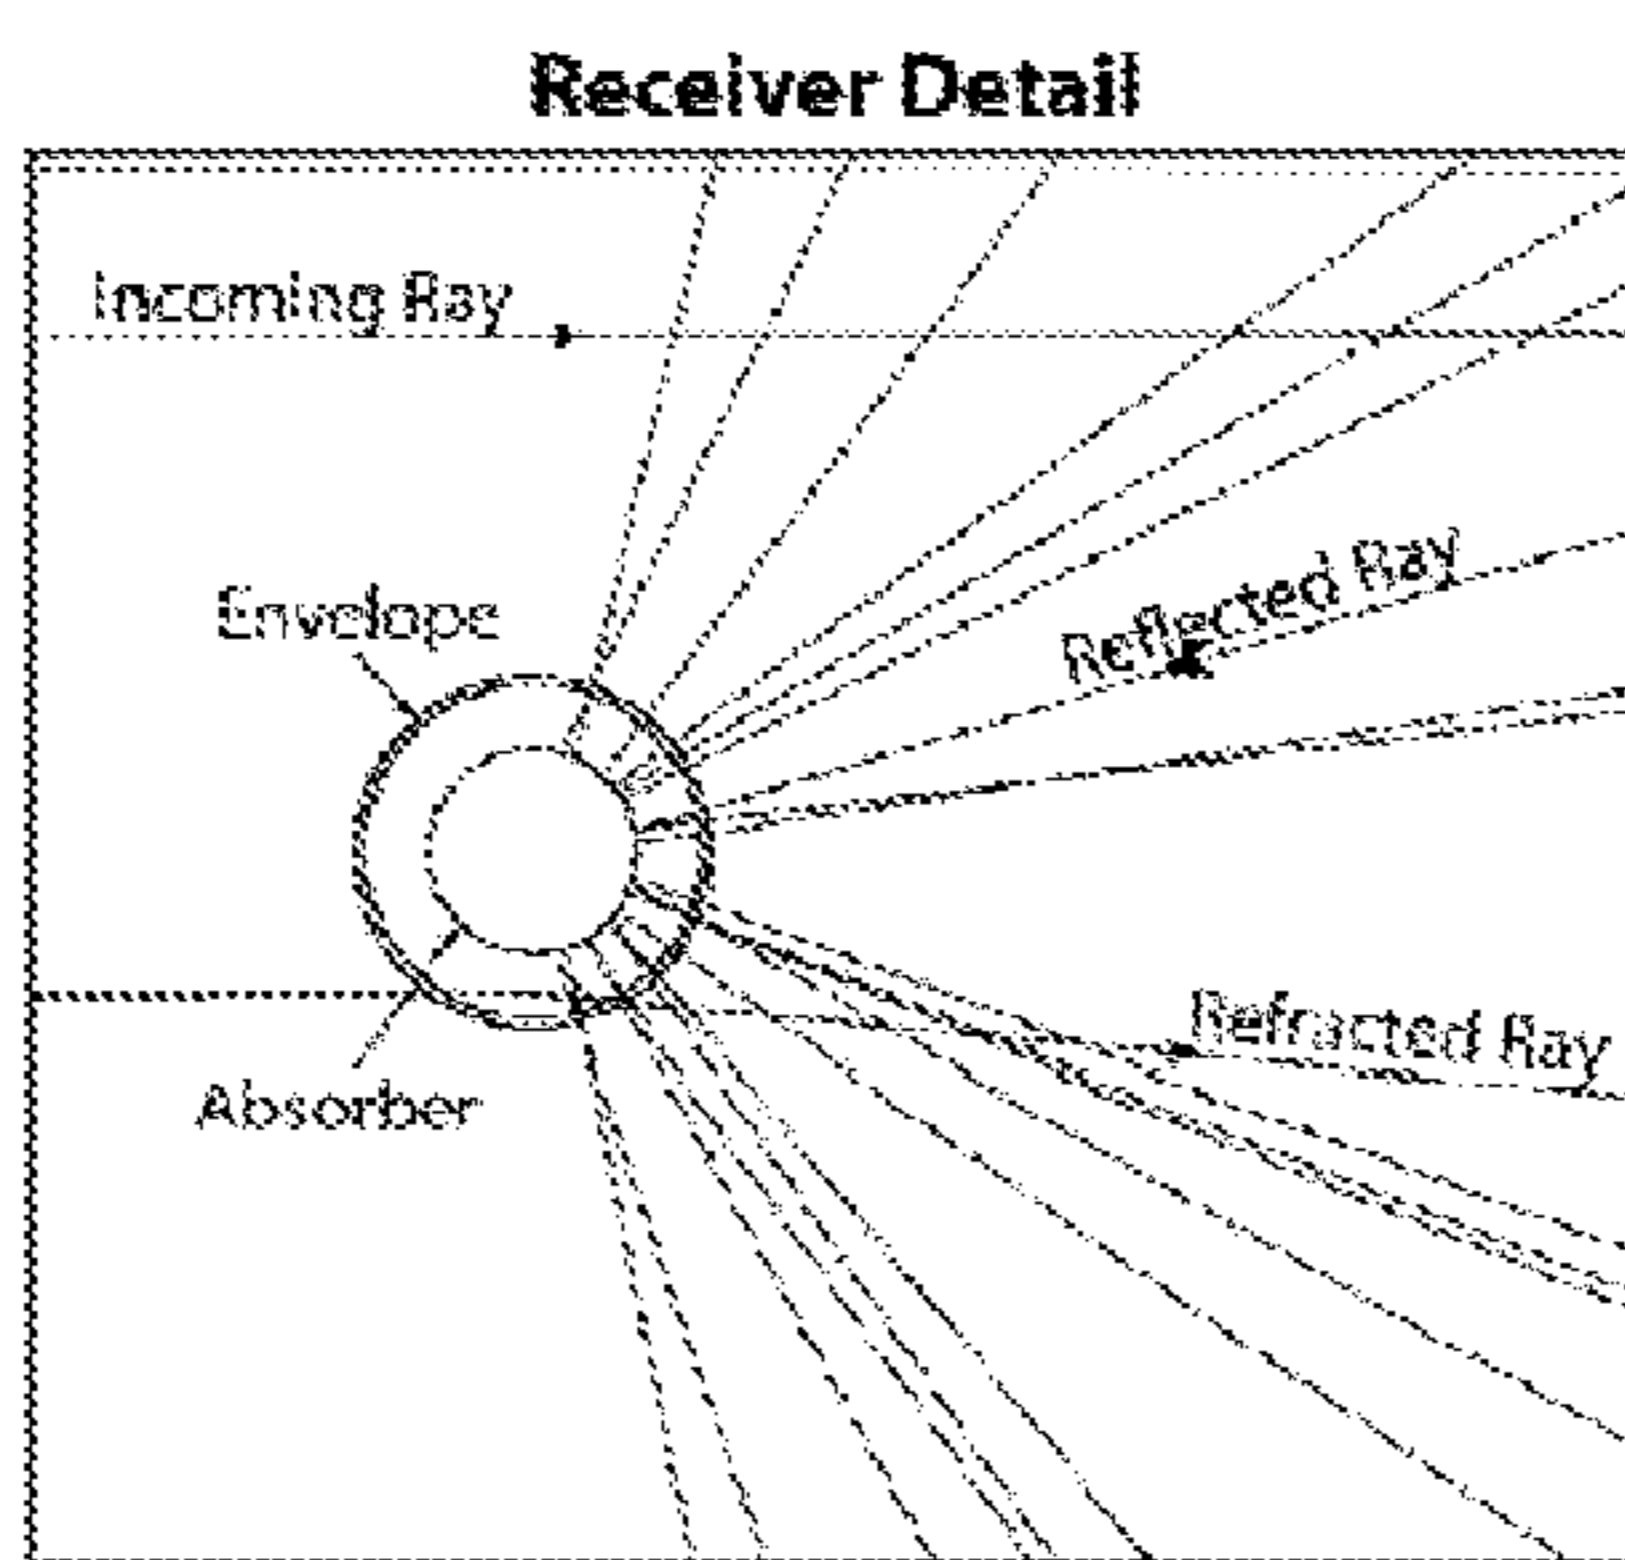 Receiver Detail
Incoming Ray
Envelope
Reflected Ray
Refracted Ray
Absorber